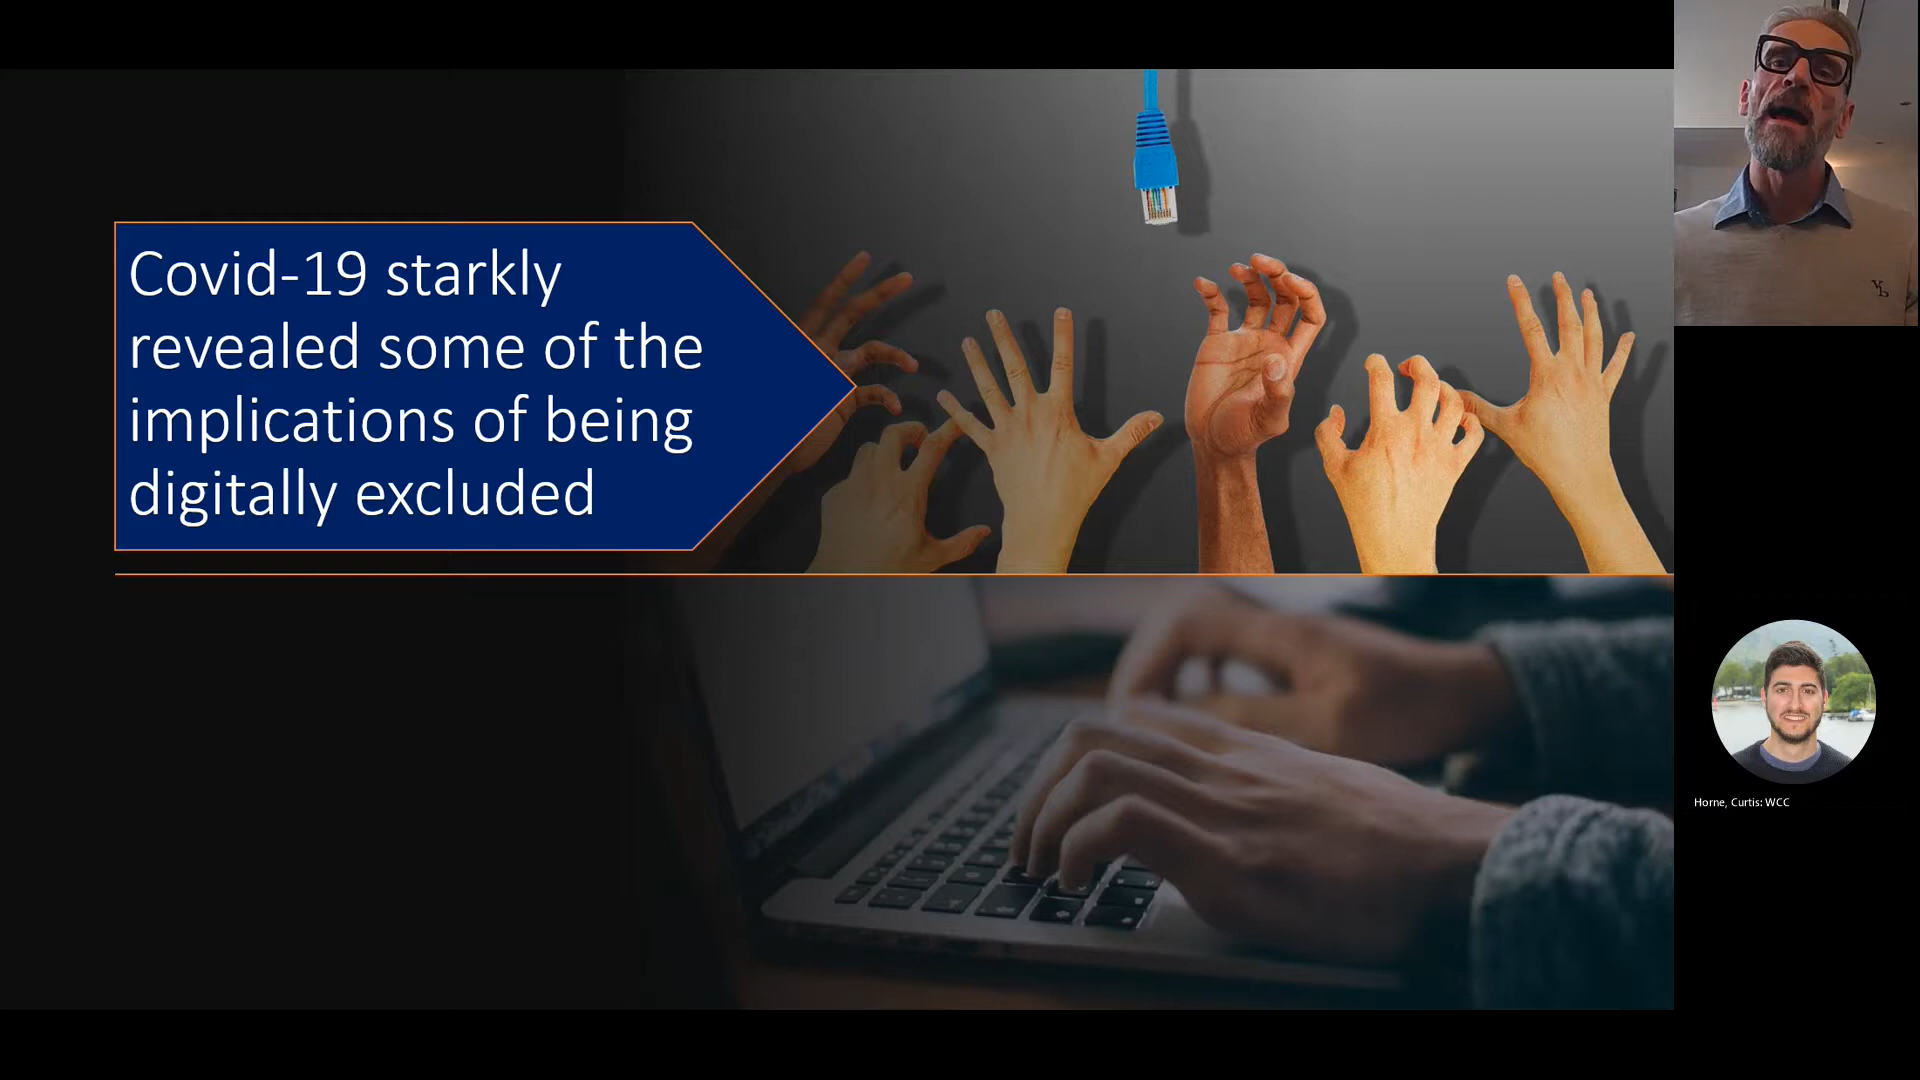 Covid-19 starkly
revealed some of the
implications of being
digitally excluded
Horne, Curtis: WCC